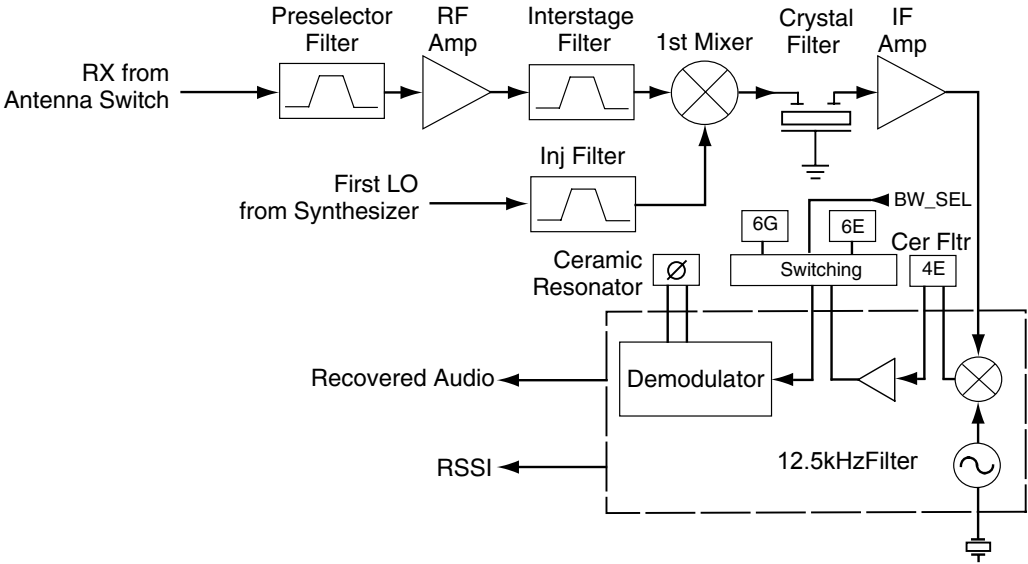 Preselector
Filter
RF
Amp
Interstage
Filter
1st Mixer
Crystal
Filter
IF
Amp
RX from
Antenna Switch
Inj Filter
First LO
from Synthesizer
BW_SEL
6G
6E
Cer Fltr
Ceramic
Resonator
Switching
4E
Recovered Audio
Demodulator
RSSI
12.5kHzFilter